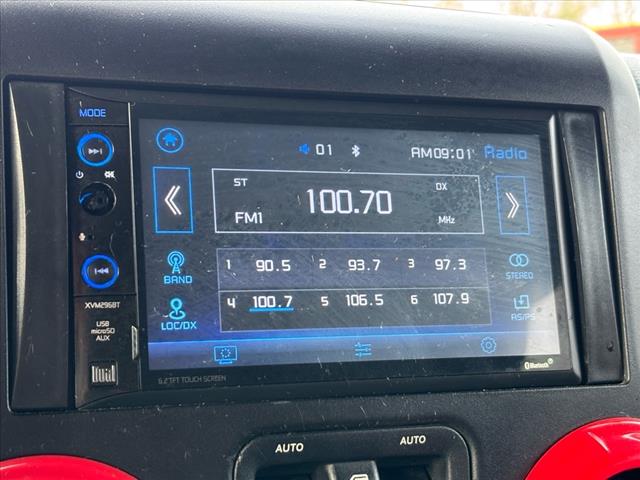 MODE
01 AM09:01 Radio
ST DX
100.70
FM1 MHz
BAND
1 90.5 2 93.7 3 97.3
STEREO
LOC/DX
4 100.7 5 106.5 6 107.9
AS/PS
XVM296BT
USB
microSD
AUX
Dual
6.2"TFT TOUCH SCREEN
Bluetooth
AUTO AUTO